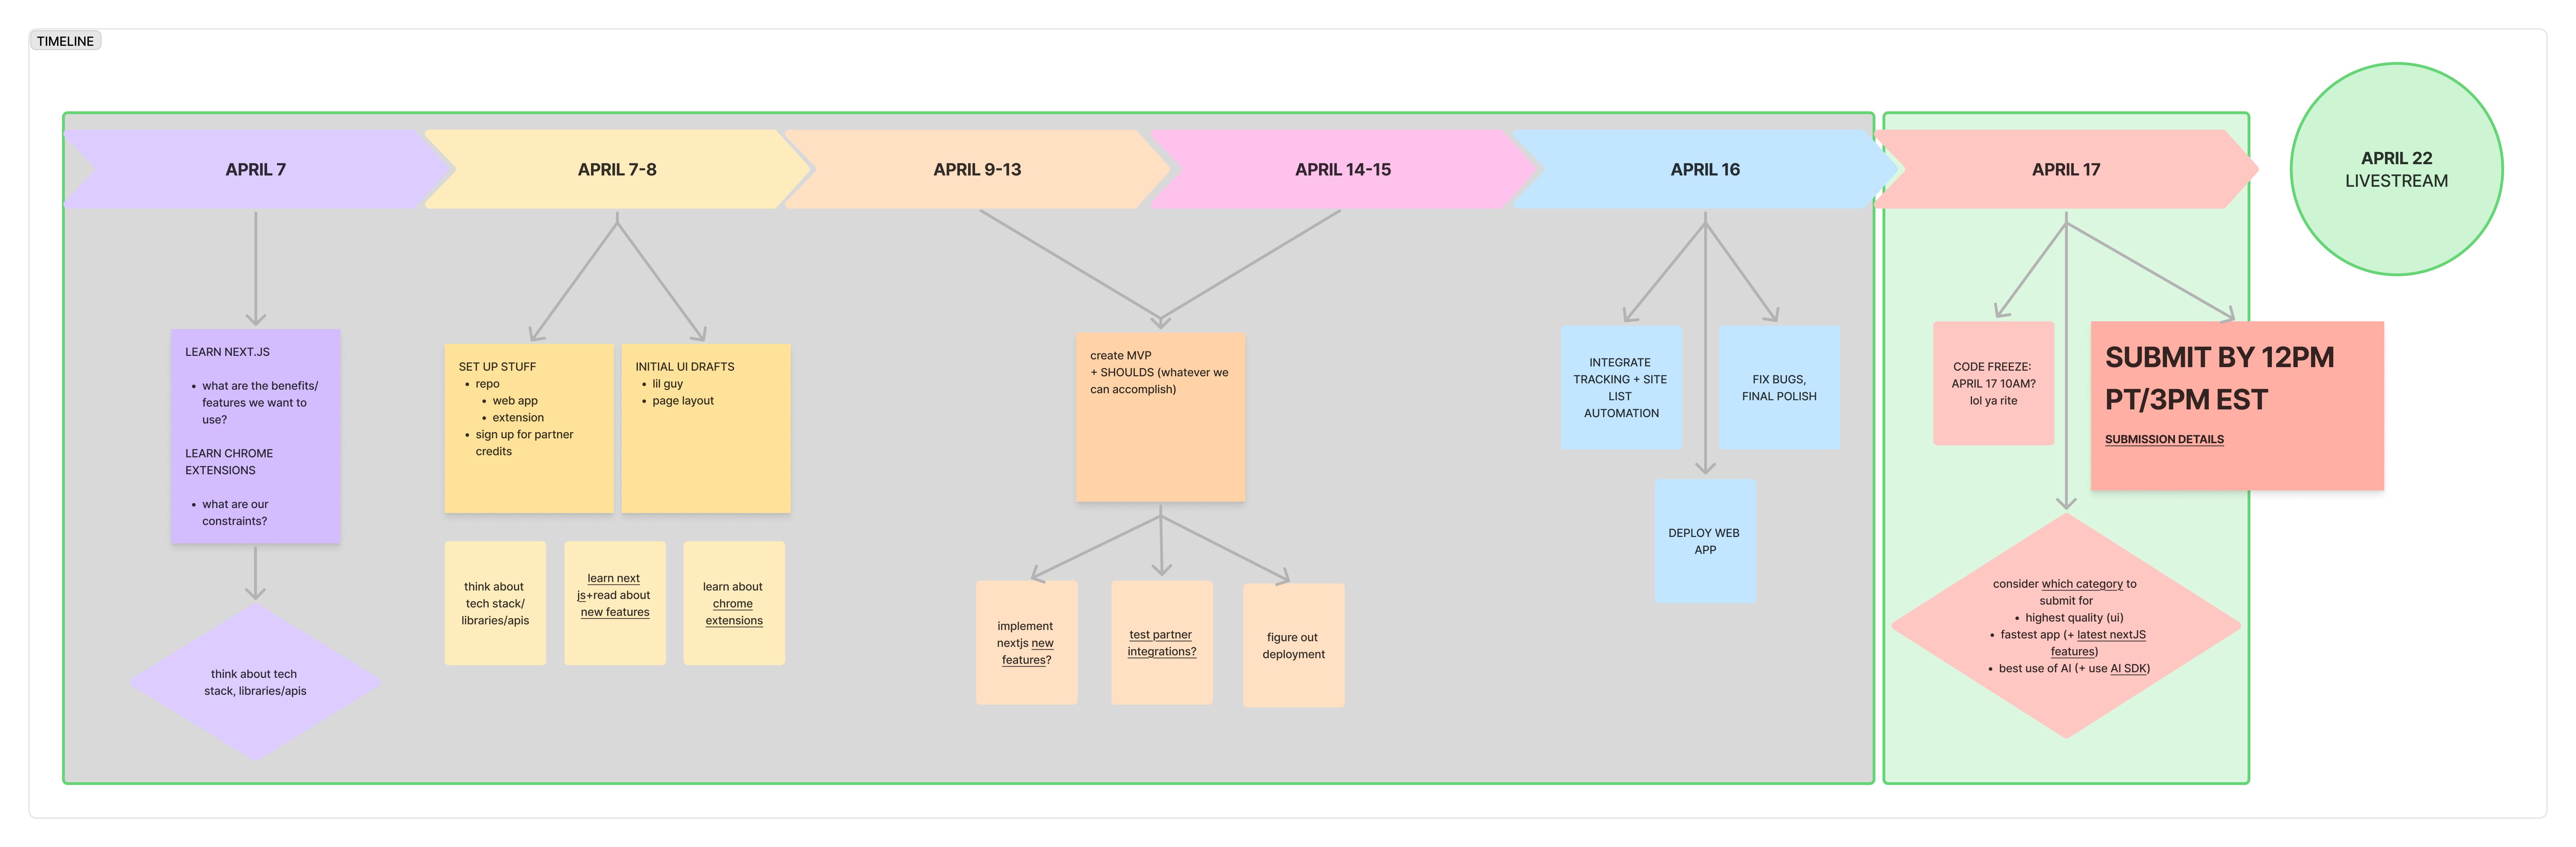 TIMELINE
APRIL 7
APRIL 7-8
APRIL 9-13
APRIL 14-15
APRIL 16
APRIL 17
APRIL 22
LIVESTREAM
LEARN NEXT.JS
• what are the benefits/
features we want to
use?
LEARN CHROME
EXTENSIONS
• what are our
constraints?
think about tech
stack, libraries/apis
SET UP STUFF
• repo
• web app
• extension
• sign up for partner
credits
INITIAL UI DRAFTS
• lil guy
• page layout
think about
tech stack/
libraries/apis
learn next
js+read about
new features
learn about
chrome
extensions
create MVP
+ SHOULDS (whatever we
can accomplish)
implement
nextjs new
features?
test partner
integrations?
figure out
deployment
INTEGRATE
TRACKING + SITE
LIST
AUTOMATION
FIX BUGS,
FINAL POLISH
DEPLOY WEB
APP
CODE FREEZE:
APRIL 17 10AM?
lol ya rite
SUBMIT BY 12PM
PT/3PM EST
SUBMISSION DETAILS
consider which category to
submit for
• highest quality (ui)
• fastest app (+ latest nextJS
features)
• best use of AI (+ use AI SDK)